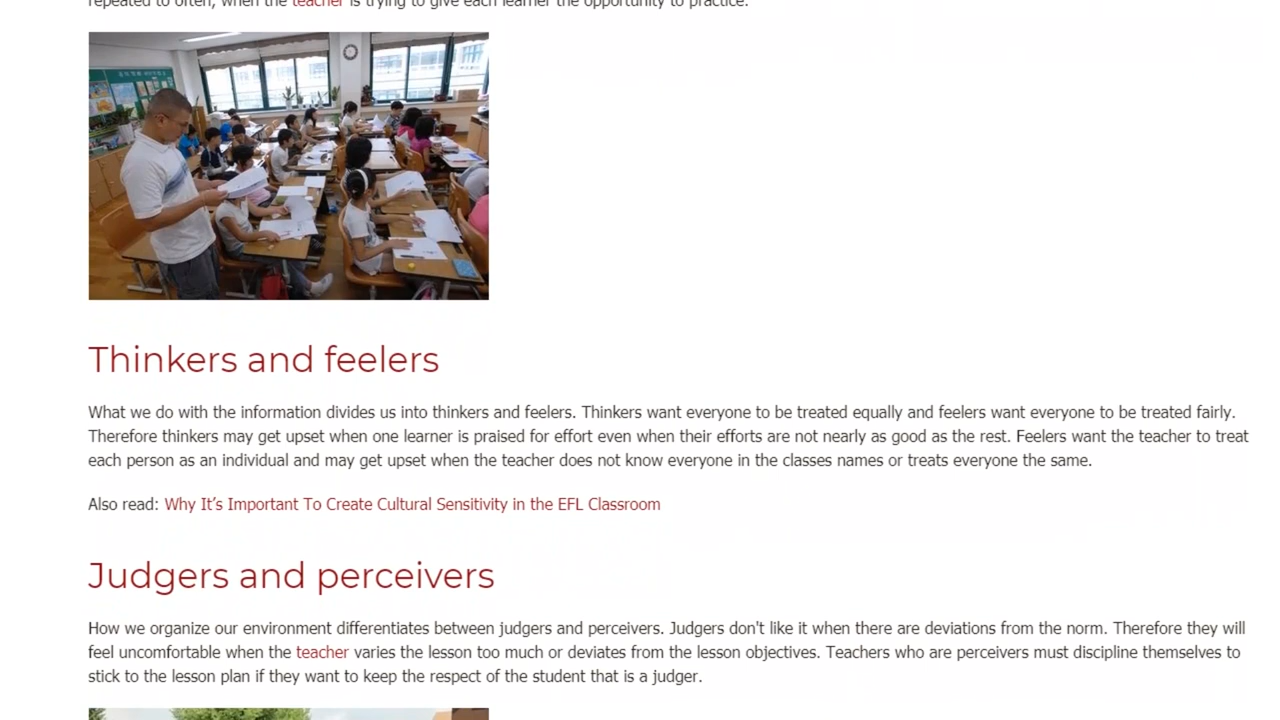 repeated to often, when the teacher is trying to give each learner the opportunity to practice.
Thinkers and feelers
What we do with the information divides us into thinkers and feelers. Thinkers want everyone to be treated equally and feelers want everyone to be treated fairly.
Therefore thinkers may get upset when one learner is praised for effort even when their efforts are not nearly as good as the rest. Feelers want the teacher to treat
each person as an individual and may get upset when the teacher does not know everyone in the classes names or treats everyone the same.
Also read: Why It’s Important To Create Cultural Sensitivity in the EFL Classroom
Judgers and perceivers
How we organize our environment differentiates between judgers and perceivers. Judgers don't like it when there are deviations from the norm. Therefore they will
feel uncomfortable when the teacher varies the lesson too much or deviates from the lesson objectives. Teachers who are perceivers must discipline themselves to
stick to the lesson plan if they want to keep the respect of the student that is a judger.